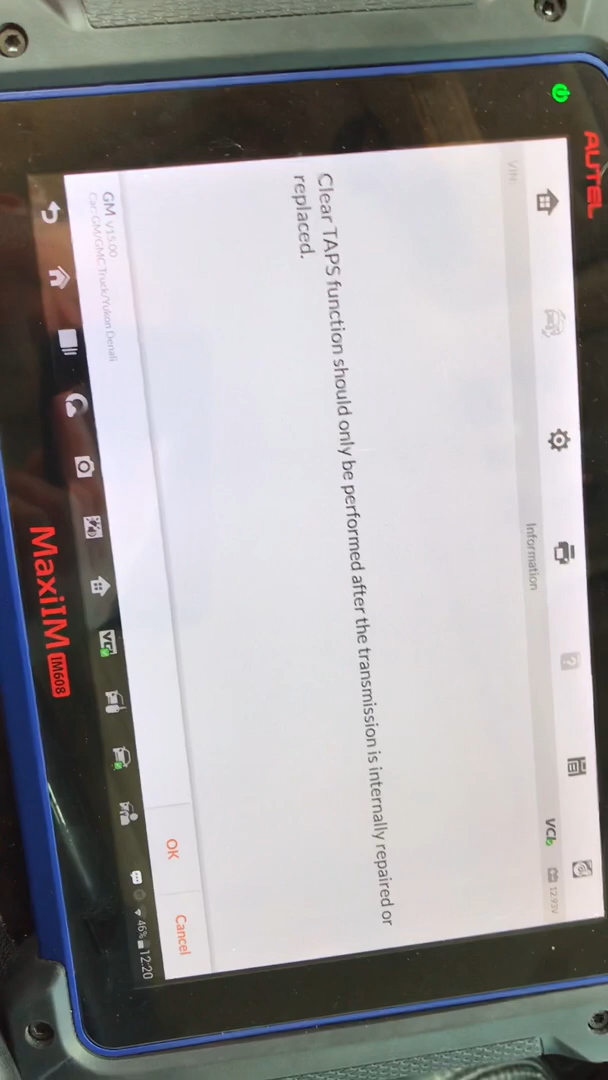 AUTEL
VIN:
Information
VCI
12.93V
Clear TAPS function should only be performed after the transmission is internally repaired or
replaced.
OK
Cancel
GM V15.00
Car: GM/GMC Truck/Yukon Denali
VCI
46% 12:20
MaxiIM IM608